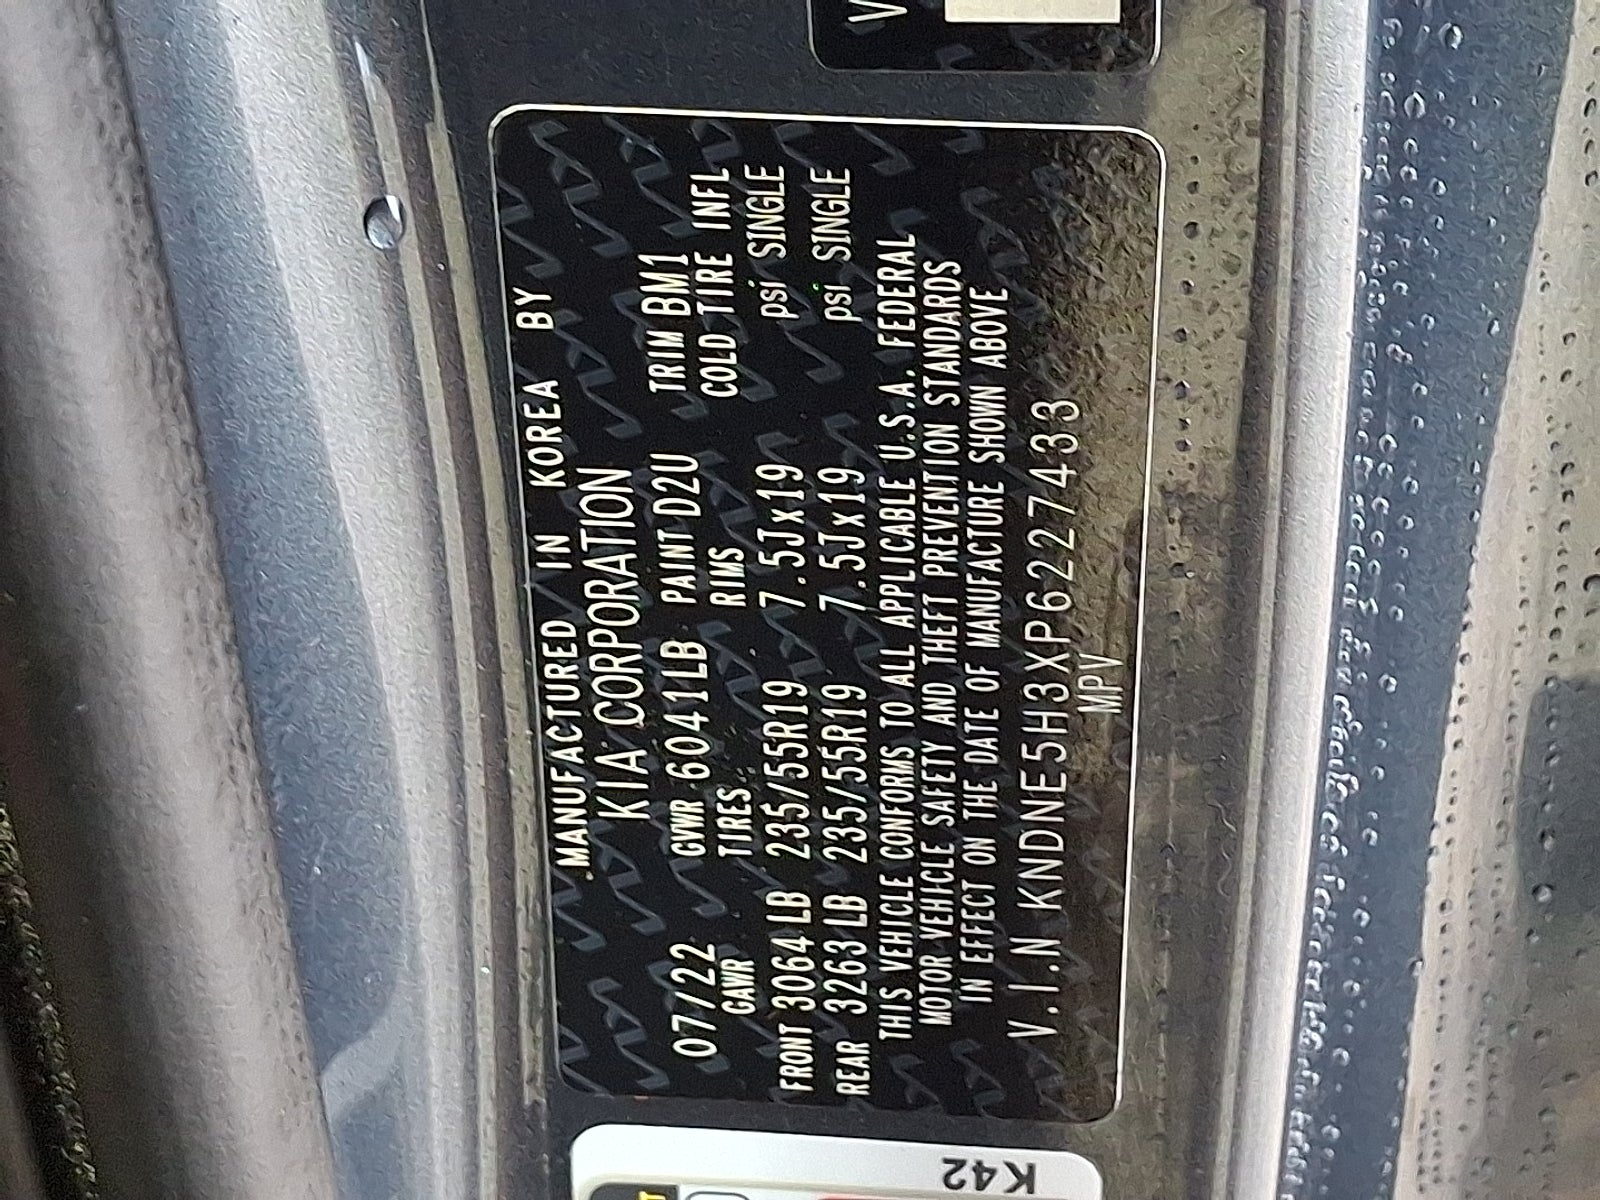 V
MANUFACTURED IN KOREA BY
KIA CORPORATION
07/22 GVWR 6041LB PAINT D2U TRIM BM1
GAWR TIRES RIMS COLD TIRE INFL
FRONT 3064LB 235/55R19 7.5Jx19 psi SINGLE
REAR 3263LB 235/55R19 7.5Jx19 psi SINGLE
THIS VEHICLE CONFORMS TO ALL APPLICABLE U.S.A. FEDERAL
MOTOR VEHICLE SAFETY AND THEFT PREVENTION STANDARDS
IN EFFECT ON THE DATE OF MANUFACTURE SHOWN ABOVE
V.I.N KNDNE5H3XP6227433
MPV
K42